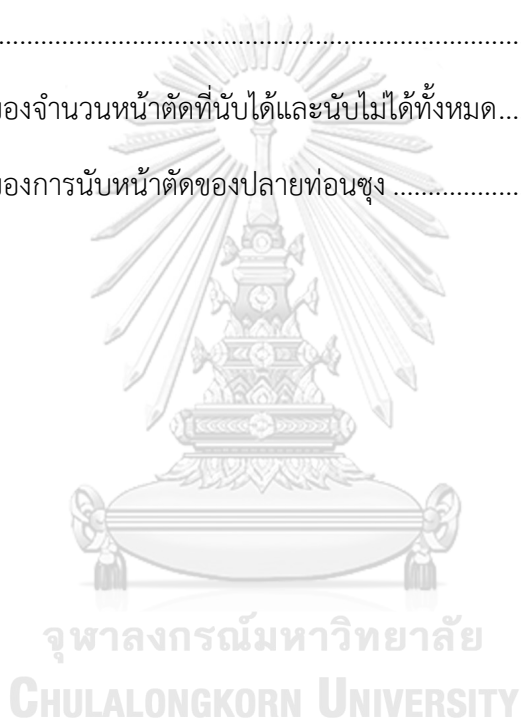 ................................................................
ของจำนวนหน้าตัดที่นับได้และนับไม่ได้ทั้งหมด...
ของการนับหน้าตัดของปลายท่อนซุง ..................
จุฬาลงกรณ์มหาวิทยาลัย
CHULALONGKORN UNIVERSITY